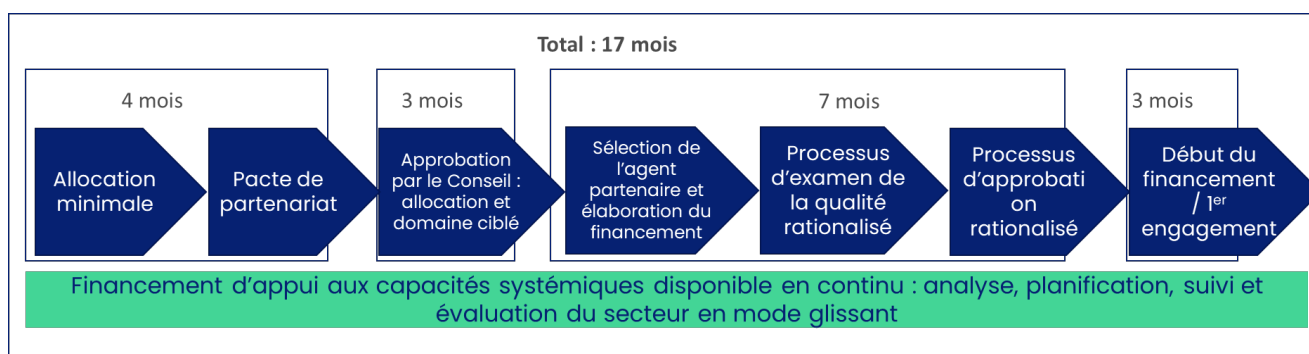 Total : 17 mois
4 mois
3 mois
7 mois
3 mois
Allocation
minimale
Pacte de
partenariat
Approbation
par le Conseil :
allocation et
domaine ciblé
Sélection de
l'agent
partenaire et
élaboration du
financement
Processus
d'examen de
la qualité
rationalisé
Processus
d'approbati
on
rationalisé
Début du
financement
/ 1er
engagement
Financement d'appui aux capacités systémiques disponible en continu : analyse, planification, suivi et
évaluation du secteur en mode glissant